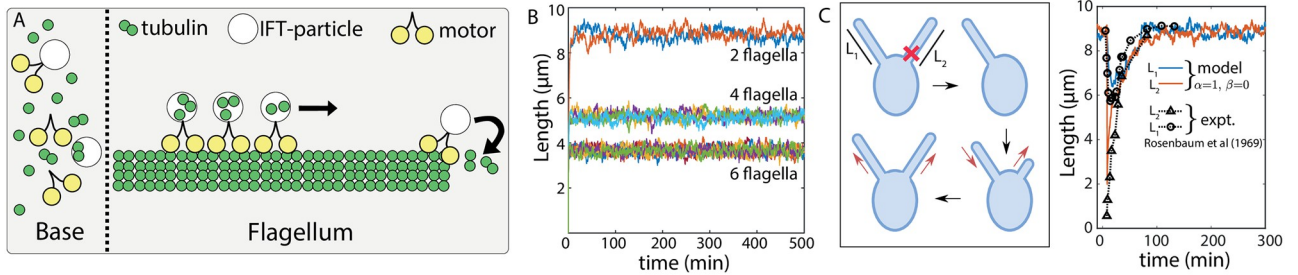 A
tubulin
IFT-particle
motor
Base
Flagellum
B
10
8
6
4
2
Length (μm)
2 flagella
4 flagella
6 flagella
0
100
200
300
400
500
time (min)
C
L₁
L₂
10
8
6
4
2
0
Length (μm)
L₁
L₂
model
α=1, β=0
L₂
L₁
expt.
Rosenbaum et al (1969)
0
100
200
300
time (min)